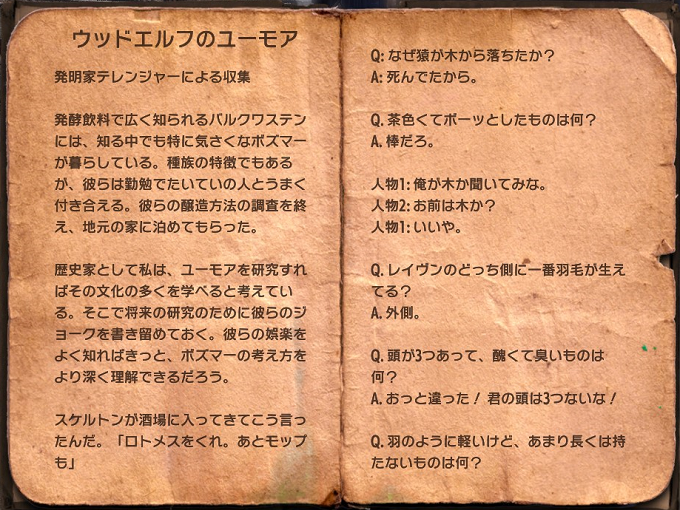 ウッドエルフのユーモア
発明家テレンジャーによる収集
発酵飲料で広く知られるバルクワステン
には、知る中でも特に気さくなボズマー
が暮らしている。種族の特徴でもある
が、彼らは勤勉でたいていの人とうまく
付き合える。彼らの醸造方法の調査を終
え、地元の家に泊めてもらった。
歴史家として私は、ユーモアを研究すれ
ばその文化の多くを学べると考えてい
る。そこで将来の研究のために彼らのジ
ョークを書き留めておく。彼らの娯楽を
よく知ればきっと、ボズマーの考え方を
より深く理解できるだろう。
スケルトンが酒場に入ってきてこう言っ
たんだ。「ロトメスをくれ。あとモップ
も」
Q: なぜ猿が木から落ちたか？
A: 死んでたから。
Q. 茶色くてボーッとしたものは何？
A. 棒だろ。
人物1: 俺が木か聞いてみな。
人物2: お前は木か？
人物1: いいや。
Q. レイヴンのどっち側に一番羽毛が生え
てる？
A. 外側。
Q. 頭が3つあって、醜くて臭いものは
何？
A. おっと違った！ 君の頭は3つないな！
Q. 羽のように軽いけど、あまり長くは持
たないものは何？